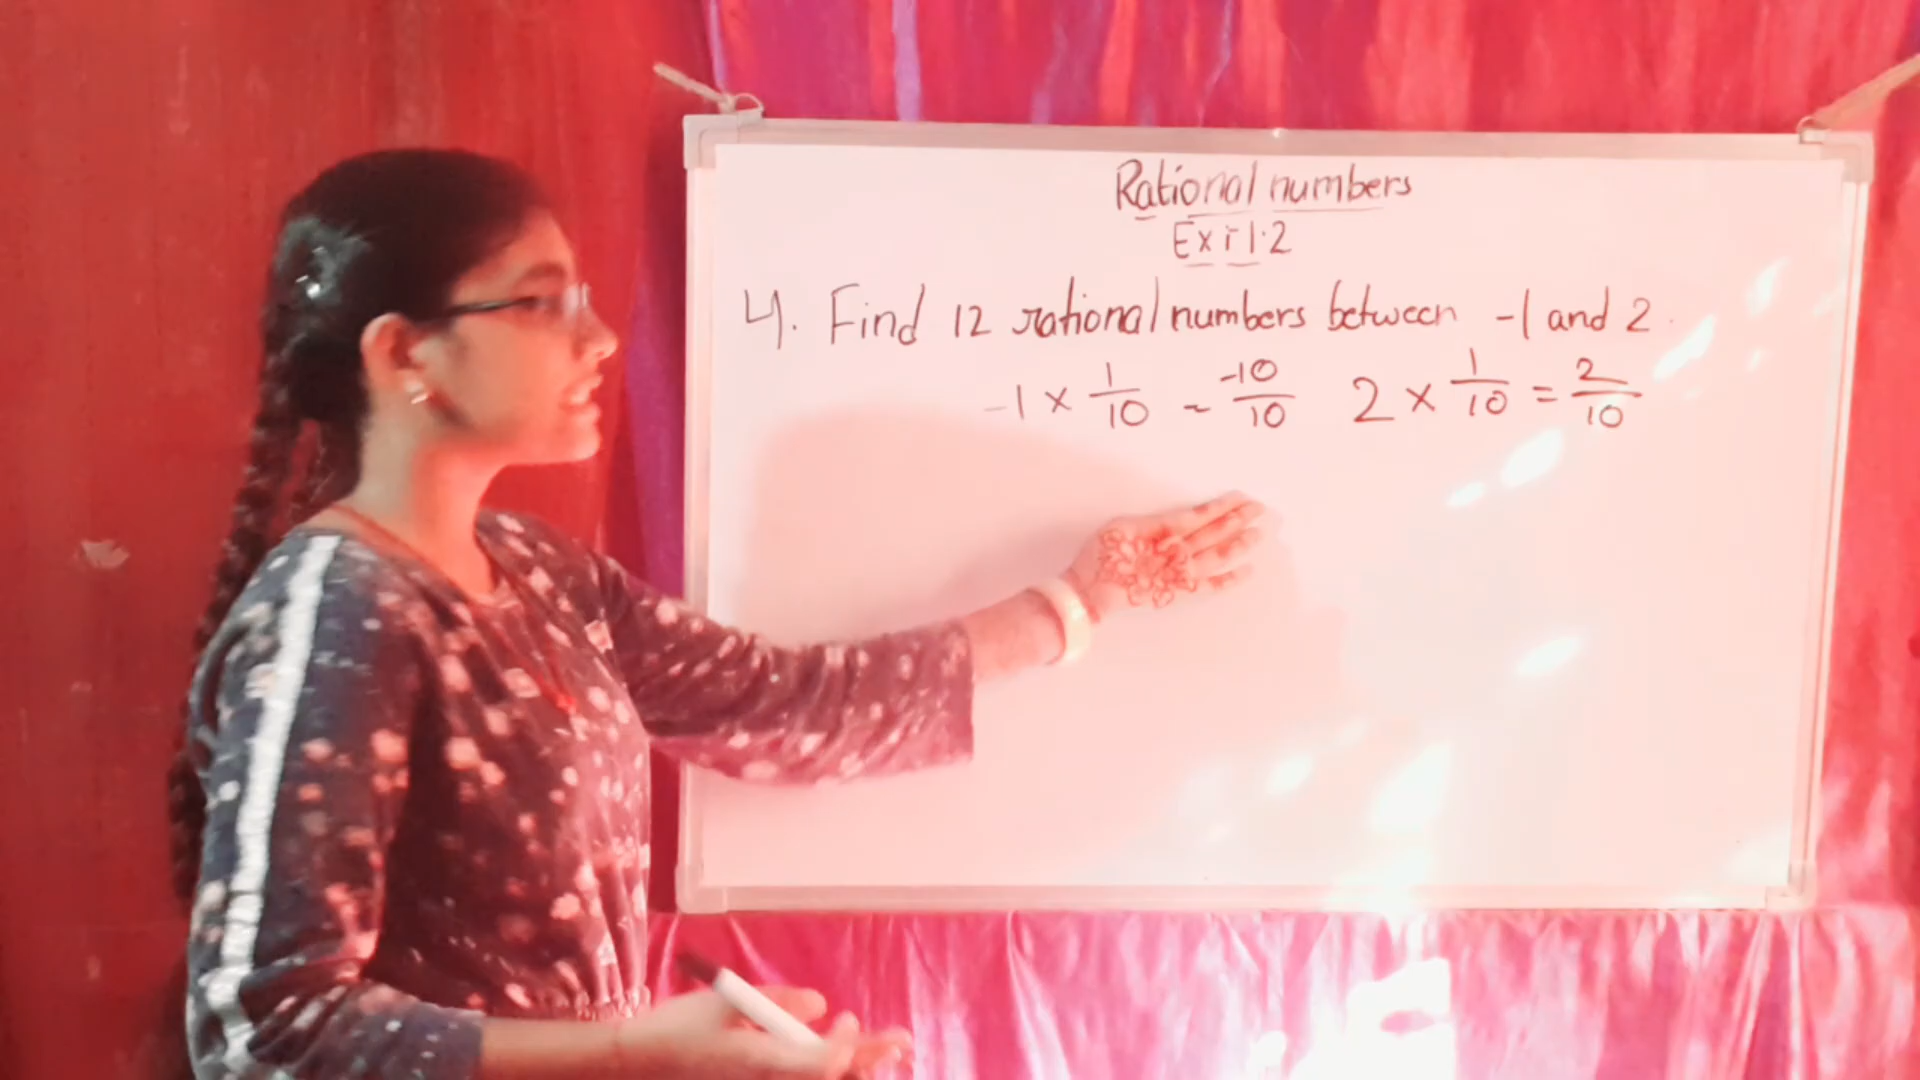 Rational numbers
Ex:- 1.2
4. Find 12 rational numbers between -1 and 2.
-1 × 1/10 = -10/10 2 × 1/10 = 2/10